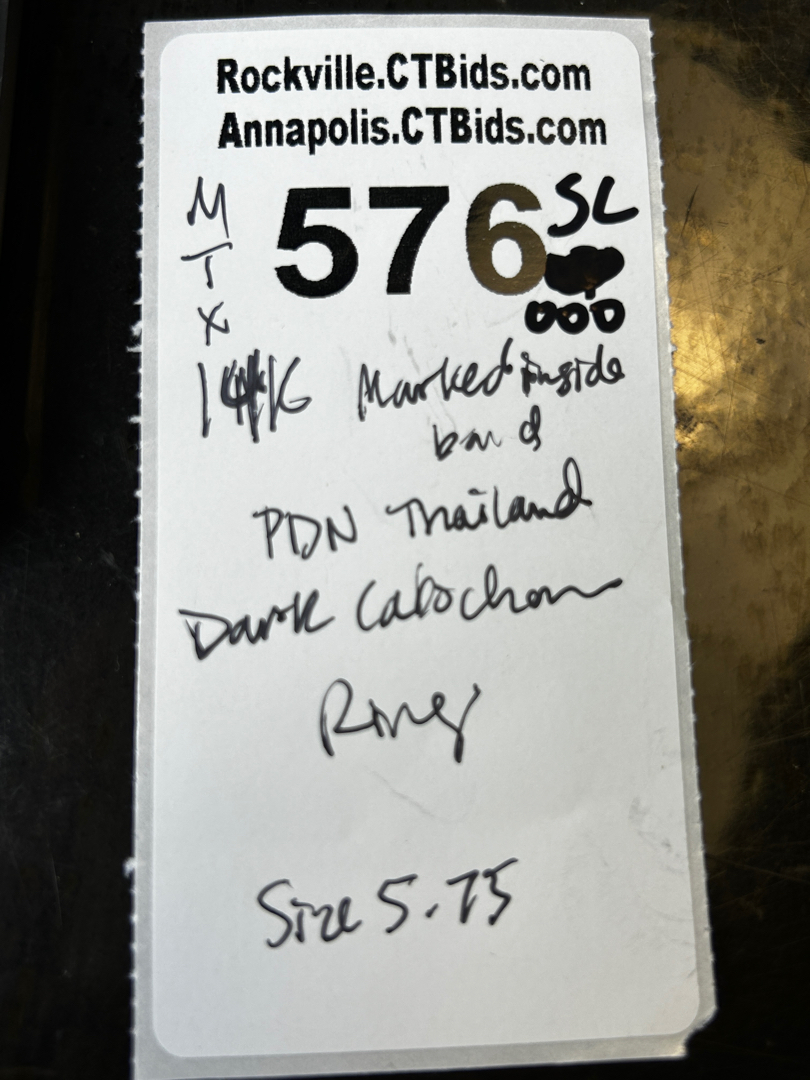 Rockville.CTBids.com
Annapolis.CTBids.com
M
T
X
576 SL
000
14K Marked inside
band
PDN Thailand
Dark Cabochon
Ring
Size 5.75